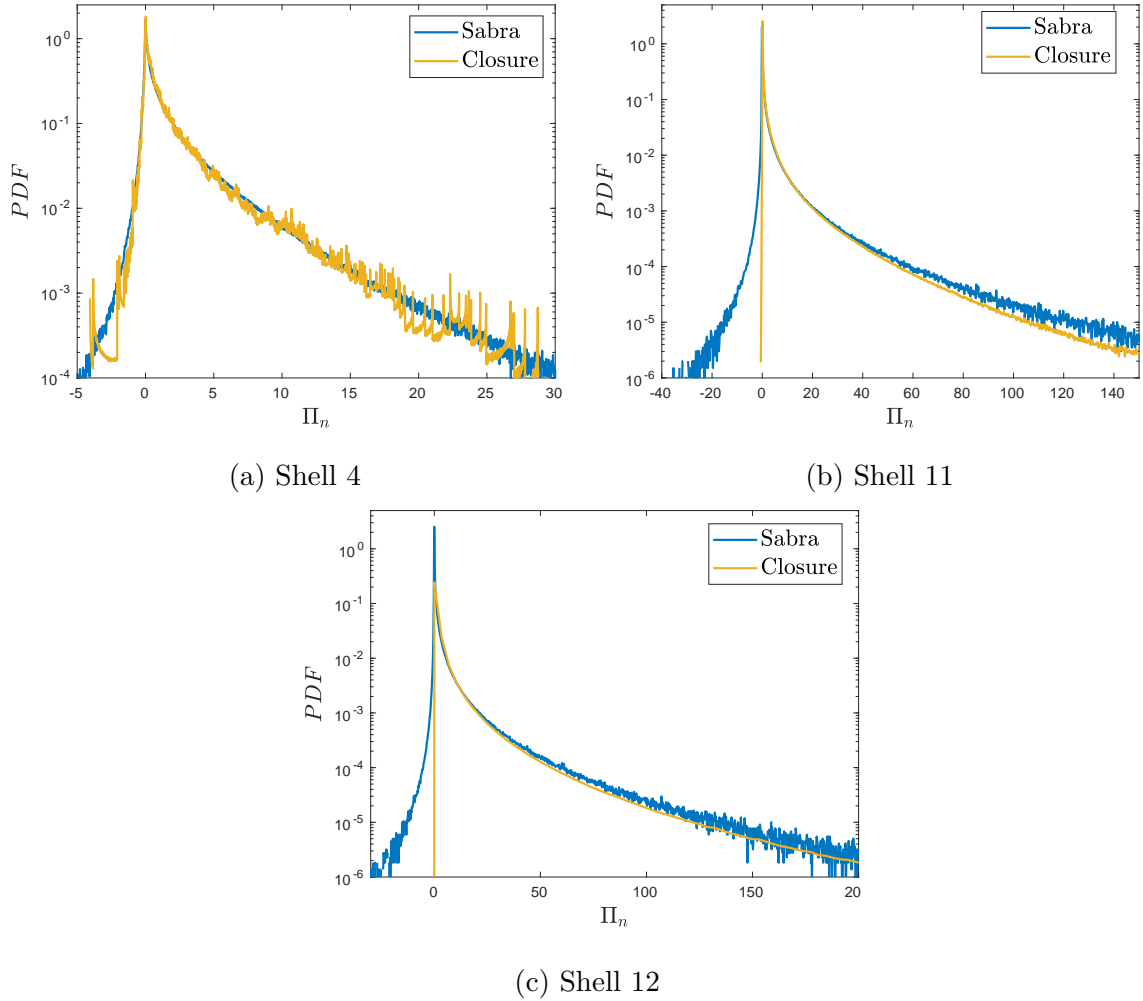 Sabra
Closure
10^0
10^-1
10^-2
10^-3
10^-4
PDF
-5 0 5 10 15 20 25 30
Π_n
(a) Shell 4
Sabra
Closure
10^0
10^-1
10^-2
10^-3
10^-4
10^-5
10^-6
PDF
-40 -20 0 20 40 60 80 100 120 140
Π_n
(b) Shell 11
Sabra
Closure
10^0
10^-1
10^-2
10^-3
10^-4
10^-5
10^-6
PDF
0 50 100 150 20
Π_n
(c) Shell 12